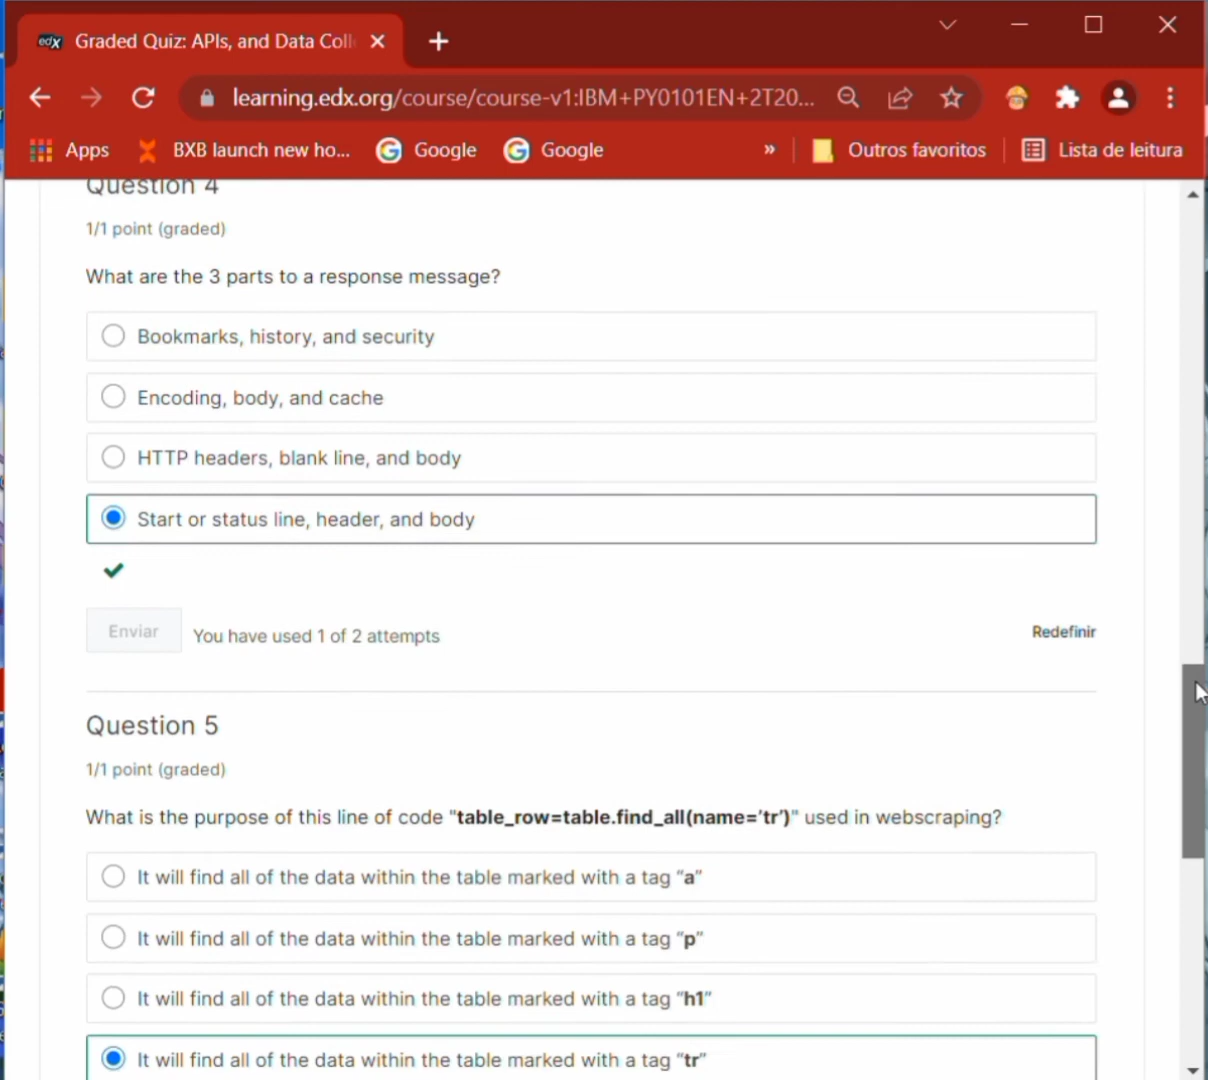 edX Graded Quiz: APIs, and Data Coll
learning.edx.org/course/course-v1:IBM+PY0101EN+2T20...
Apps BXB launch new ho... Google Google » Outros favoritos Lista de leitura
Question 4
1/1 point (graded)
What are the 3 parts to a response message?
Bookmarks, history, and security
Encoding, body, and cache
HTTP headers, blank line, and body
Start or status line, header, and body
Enviar You have used 1 of 2 attempts Redefinir
Question 5
1/1 point (graded)
What is the purpose of this line of code "table_row=table.find_all(name=’tr’)" used in webscraping?
It will find all of the data within the table marked with a tag “a”
It will find all of the data within the table marked with a tag “p”
It will find all of the data within the table marked with a tag “h1”
It will find all of the data within the table marked with a tag “tr”